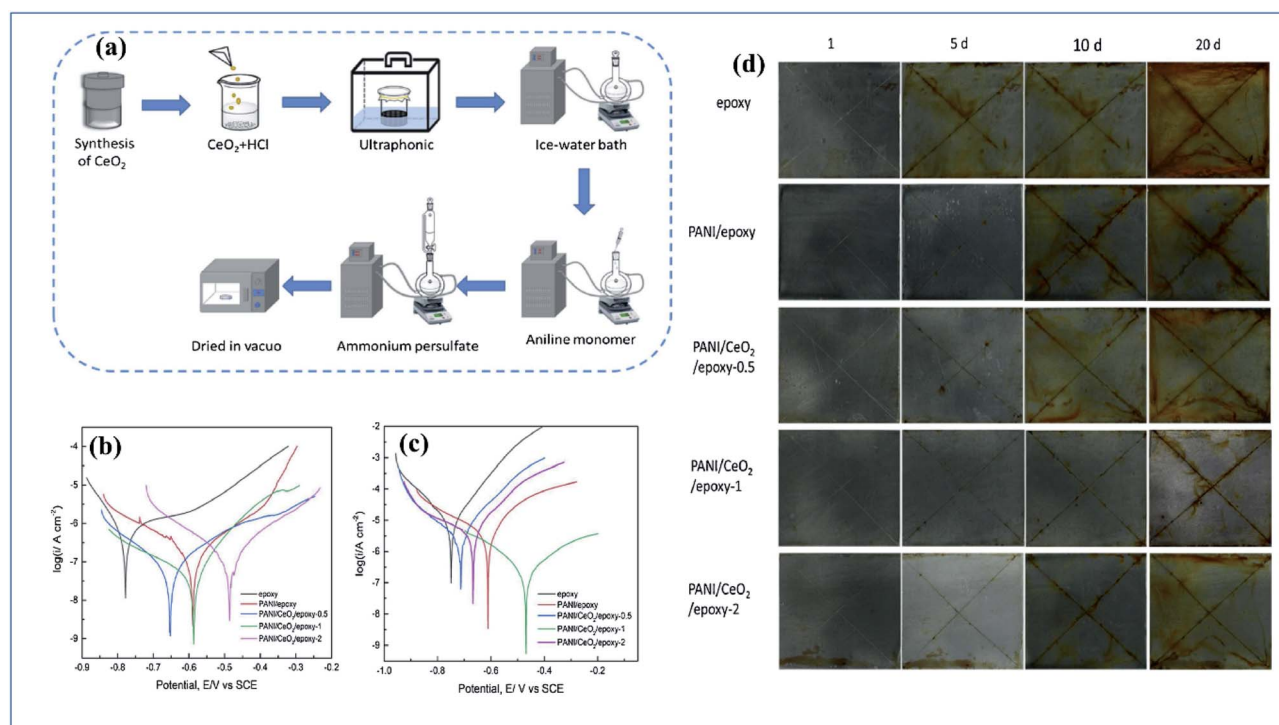 (a)
Synthesis
of CeO₂
CeO₂+HCl
Ultraphonic
Ice-water bath
Dried in vacuo
Ammonium persulfate
Aniline monomer
(b)
log(i/ A cm⁻²)
-4
-5
-6
-7
-8
-9
-0.9
-0.8
-0.7
-0.6
-0.5
-0.4
-0.3
-0.2
Potential, E/V vs SCE
epoxy
PANI/epoxy
PANI/CeO₂/epoxy-0.5
PANI/CeO₂/epoxy-1
PANI/CeO₂/epoxy-2
(c)
log(i/ A cm⁻²)
-2
-3
-4
-5
-6
-7
-8
-9
-1.0
-0.8
-0.6
-0.4
-0.2
Potential, E/ V vs SCE
epoxy
PANI/epoxy
PANI/CeO₂/epoxy-0.5
PANI/CeO₂/epoxy-1
PANI/CeO₂/epoxy-2
(d)
1
5 d
10 d
20 d
epoxy
PANI/epoxy
PANI/CeO₂
/epoxy-0.5
PANI/CeO₂
/epoxy-1
PANI/CeO₂
/epoxy-2